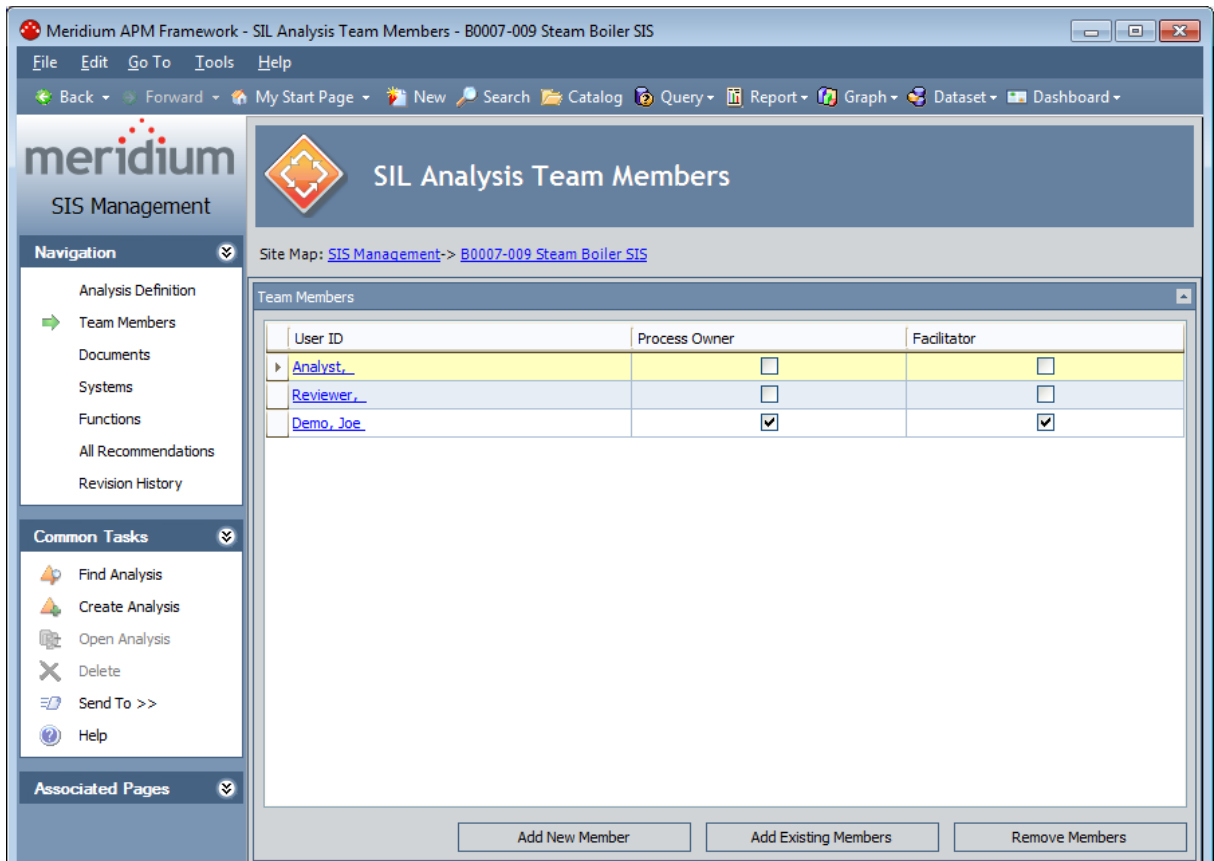 Meridium APM Framework - SIL Analysis Team Members - B0007-009 Steam Boiler SIS
File Edit Go To Tools Help
Back Forward My Start Page New Search Catalog Query Report Graph Dataset Dashboard
meridium
SIS Management
SIL Analysis Team Members
Site Map: SIS Management-> B0007-009 Steam Boiler SIS
Navigation
Analysis Definition
Team Members
Documents
Systems
Functions
All Recommendations
Revision History
Common Tasks
Find Analysis
Create Analysis
Open Analysis
Delete
Send To >>
Help
Associated Pages
Team Members
User ID Process Owner Facilitator
Analyst,
Reviewer,
Demo, Joe
Add New Member Add Existing Members Remove Members